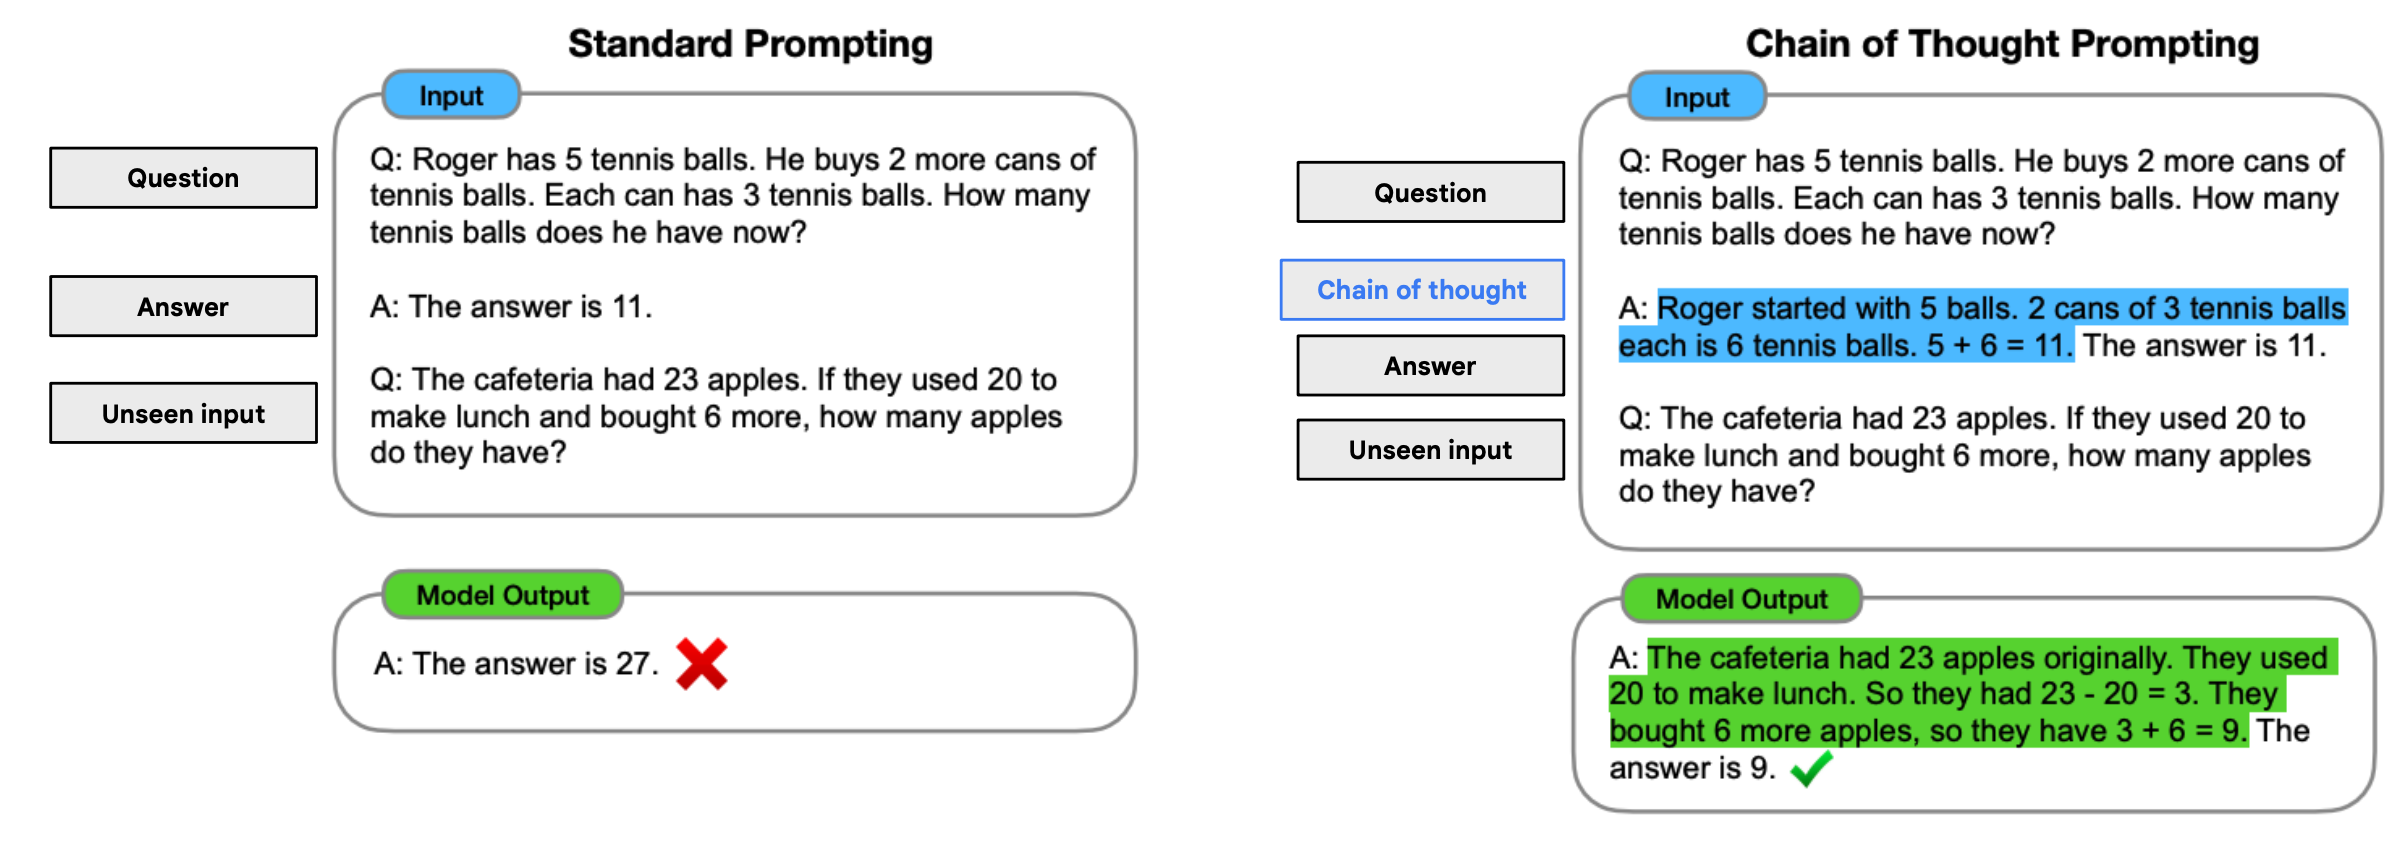 Standard Prompting
Input
Question
Q: Roger has 5 tennis balls. He buys 2 more cans of
tennis balls. Each can has 3 tennis balls. How many
tennis balls does he have now?
Answer
A: The answer is 11.
Unseen input
Q: The cafeteria had 23 apples. If they used 20 to
make lunch and bought 6 more, how many apples
do they have?
Model Output
A: The answer is 27.
Chain of Thought Prompting
Input
Question
Q: Roger has 5 tennis balls. He buys 2 more cans of
tennis balls. Each can has 3 tennis balls. How many
tennis balls does he have now?
Chain of thought
A: Roger started with 5 balls. 2 cans of 3 tennis balls
each is 6 tennis balls. 5 + 6 = 11. The answer is 11.
Answer
Unseen input
Q: The cafeteria had 23 apples. If they used 20 to
make lunch and bought 6 more, how many apples
do they have?
Model Output
A: The cafeteria had 23 apples originally. They used
20 to make lunch. So they had 23 - 20 = 3. They
bought 6 more apples, so they have 3 + 6 = 9. The
answer is 9.